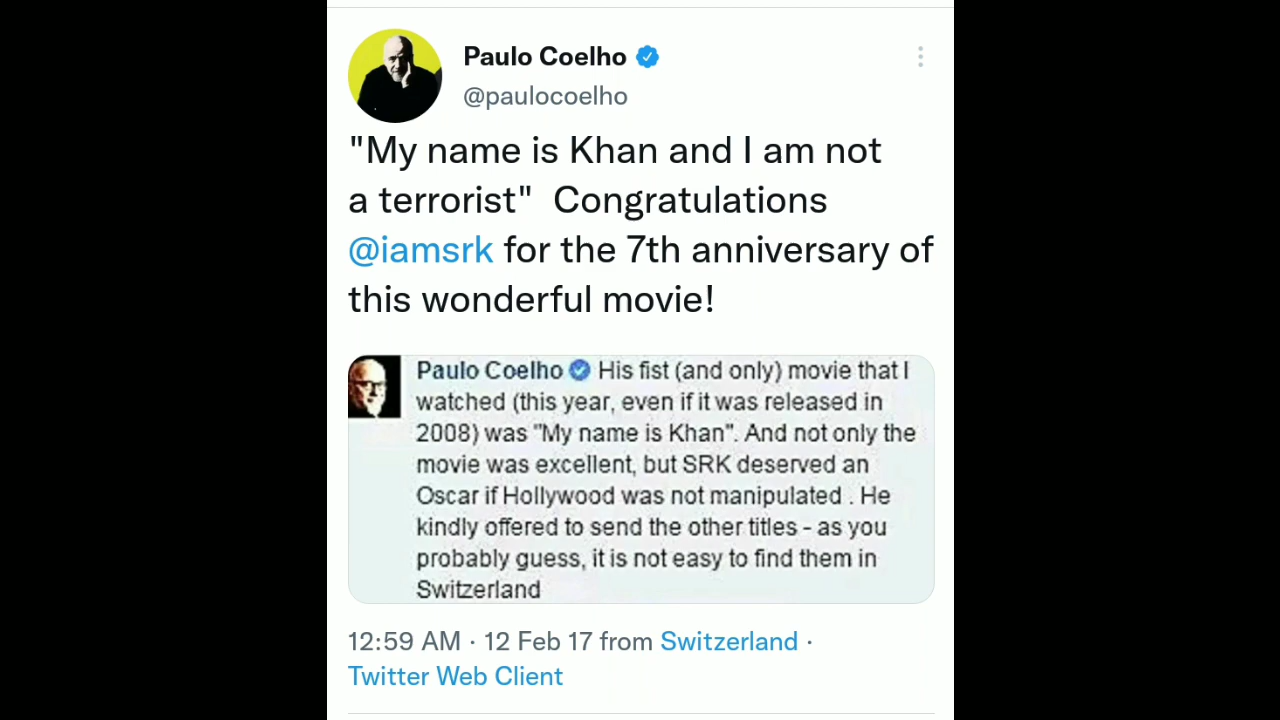 Paulo Coelho
@paulocoelho
"My name is Khan and I am not
a terrorist"  Congratulations
@iamsrk for the 7th anniversary of
this wonderful movie!
Paulo Coelho His fist (and only) movie that I
watched (this year, even if it was released in
2008) was "My name is Khan". And not only the
movie was excellent, but SRK deserved an
Oscar if Hollywood was not manipulated . He
kindly offered to send the other titles - as you
probably guess, it is not easy to find them in
Switzerland
12:59 AM · 12 Feb 17 from Switzerland ·
Twitter Web Client